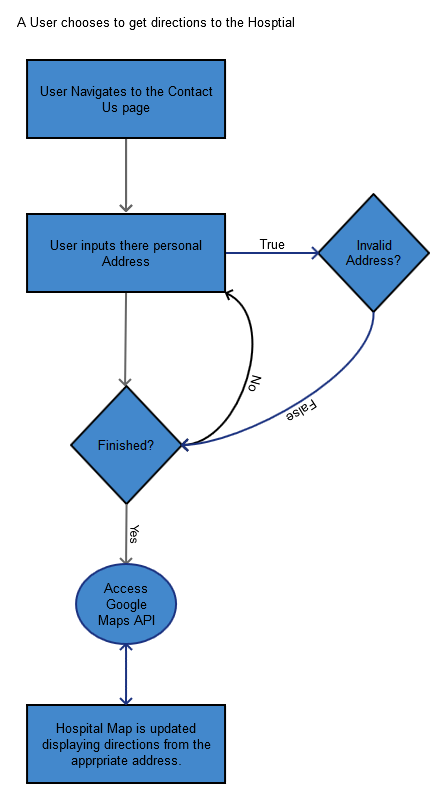 A User chooses to get directions to the Hosptial
User Navigates to the Contact
Us page
User inputs there personal
Address
True
Invalid
Address?
No
False
Finished?
Yes
Access
Google
Maps API
Hospital Map is updated
displaying directions from the
apprpriate address.